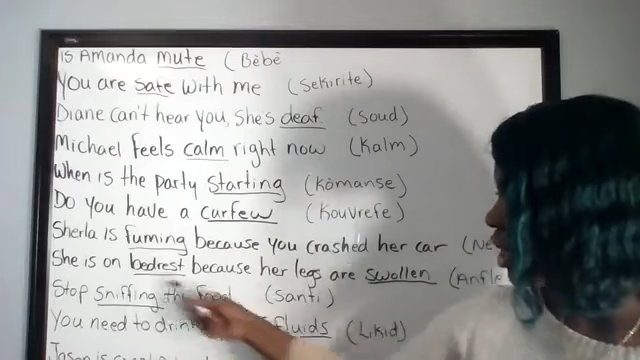 is Amanda mute (Bèbè
You are safe with me (Sekirite)
Diane can't hear you, she's deaf (Soud)
Michael feels calm right now (Kalm)
When is the party starting (Kòmanse)
Do you have a curfew (Kouvrefe)
Sherla is fuming because you crashed her car (Ne
She is on bedrest because her legs are swollen (Anfle
Stop sniffing the food (Santi)
You need to drink fluids (Likid)
Jason is